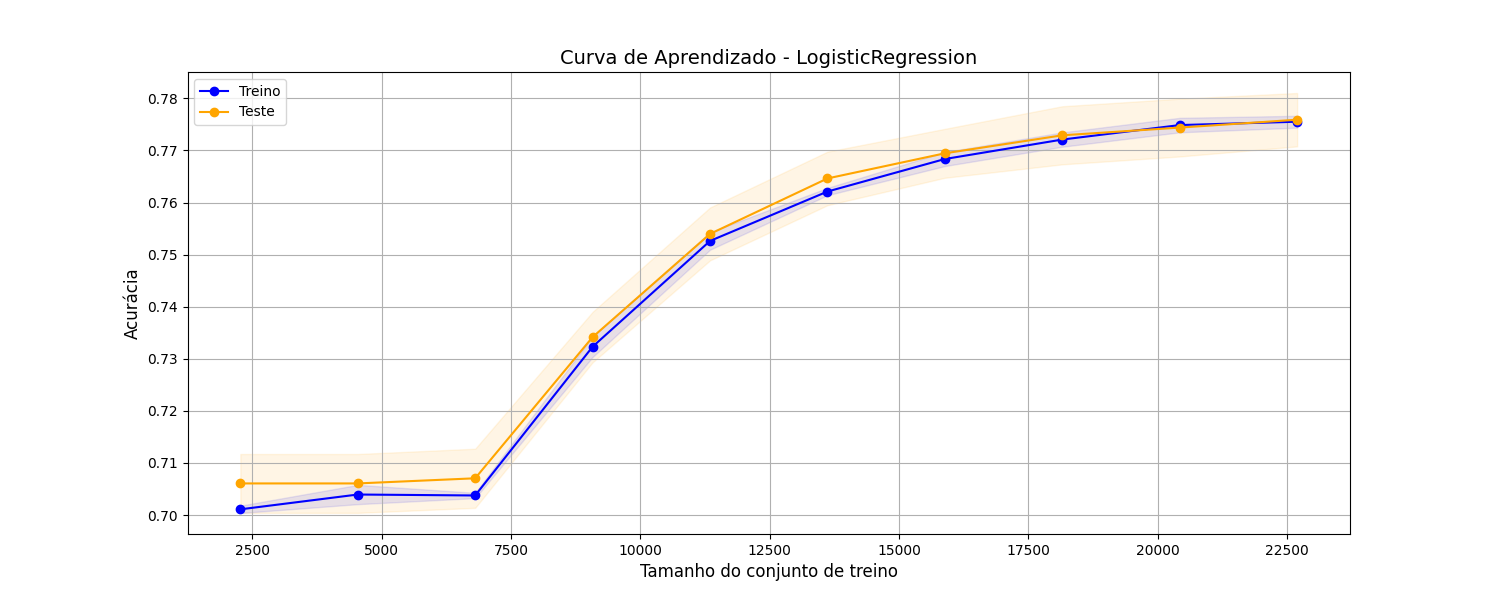 Curva de Aprendizado - LogisticRegression
Treino
Teste
0.78
0.77
0.76
0.75
0.74
0.73
0.72
0.71
0.70
Acurácia
2500 5000 7500 10000 12500 15000 17500 20000 22500
Tamanho do conjunto de treino